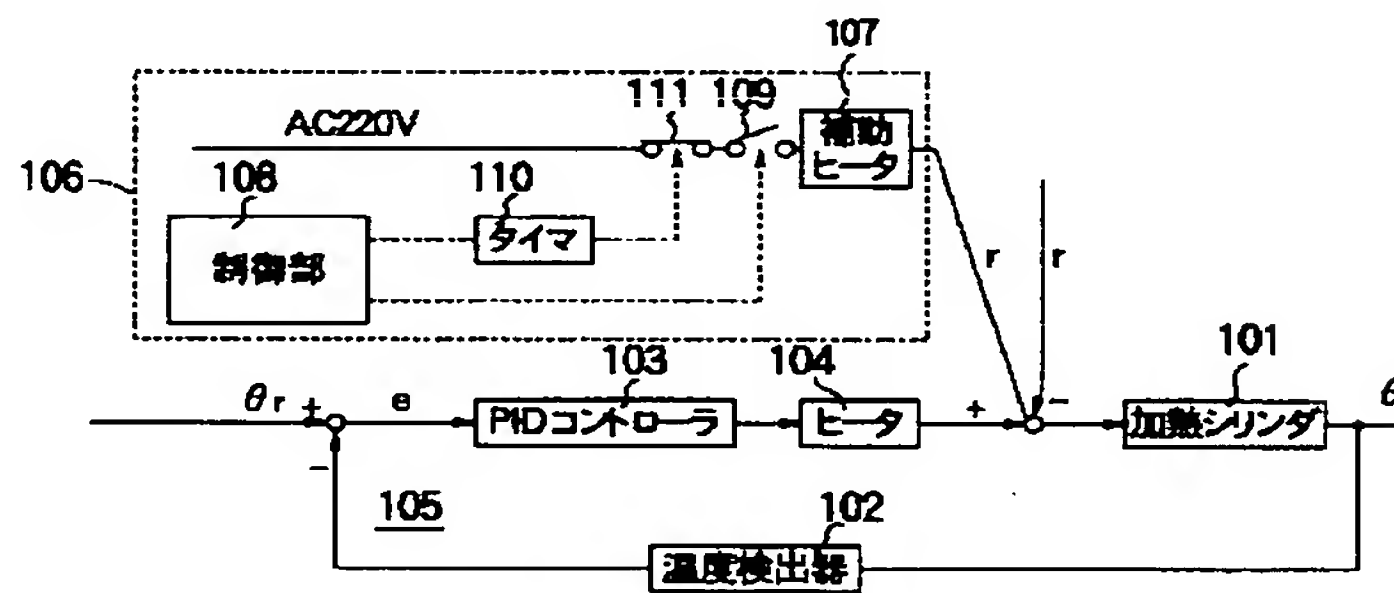 107
111 109
AC220V
補助
ヒータ
106
108
110
タイマ
制御部
r
r
103
104
101
θr
+
e
PIDコントローラ
ヒータ
+
-
加熱シリンダ
θ
-
105
102
温度検出器